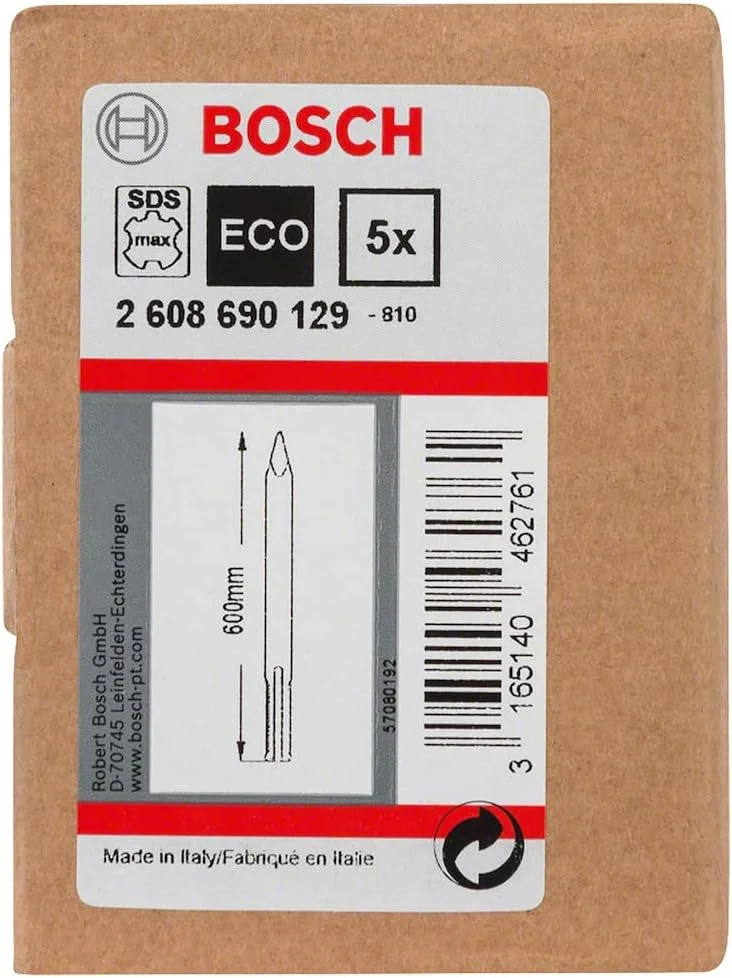 BOSCH
SDS
max
ECO
5x
2 608 690 129 - 810
600mm
Robert Bosch GmbH
D-70745 Leinfelden-Echterdingen
www.bosch-pt.com
57080192
3 165140 462761
Made in Italy/Fabriqué en Italie